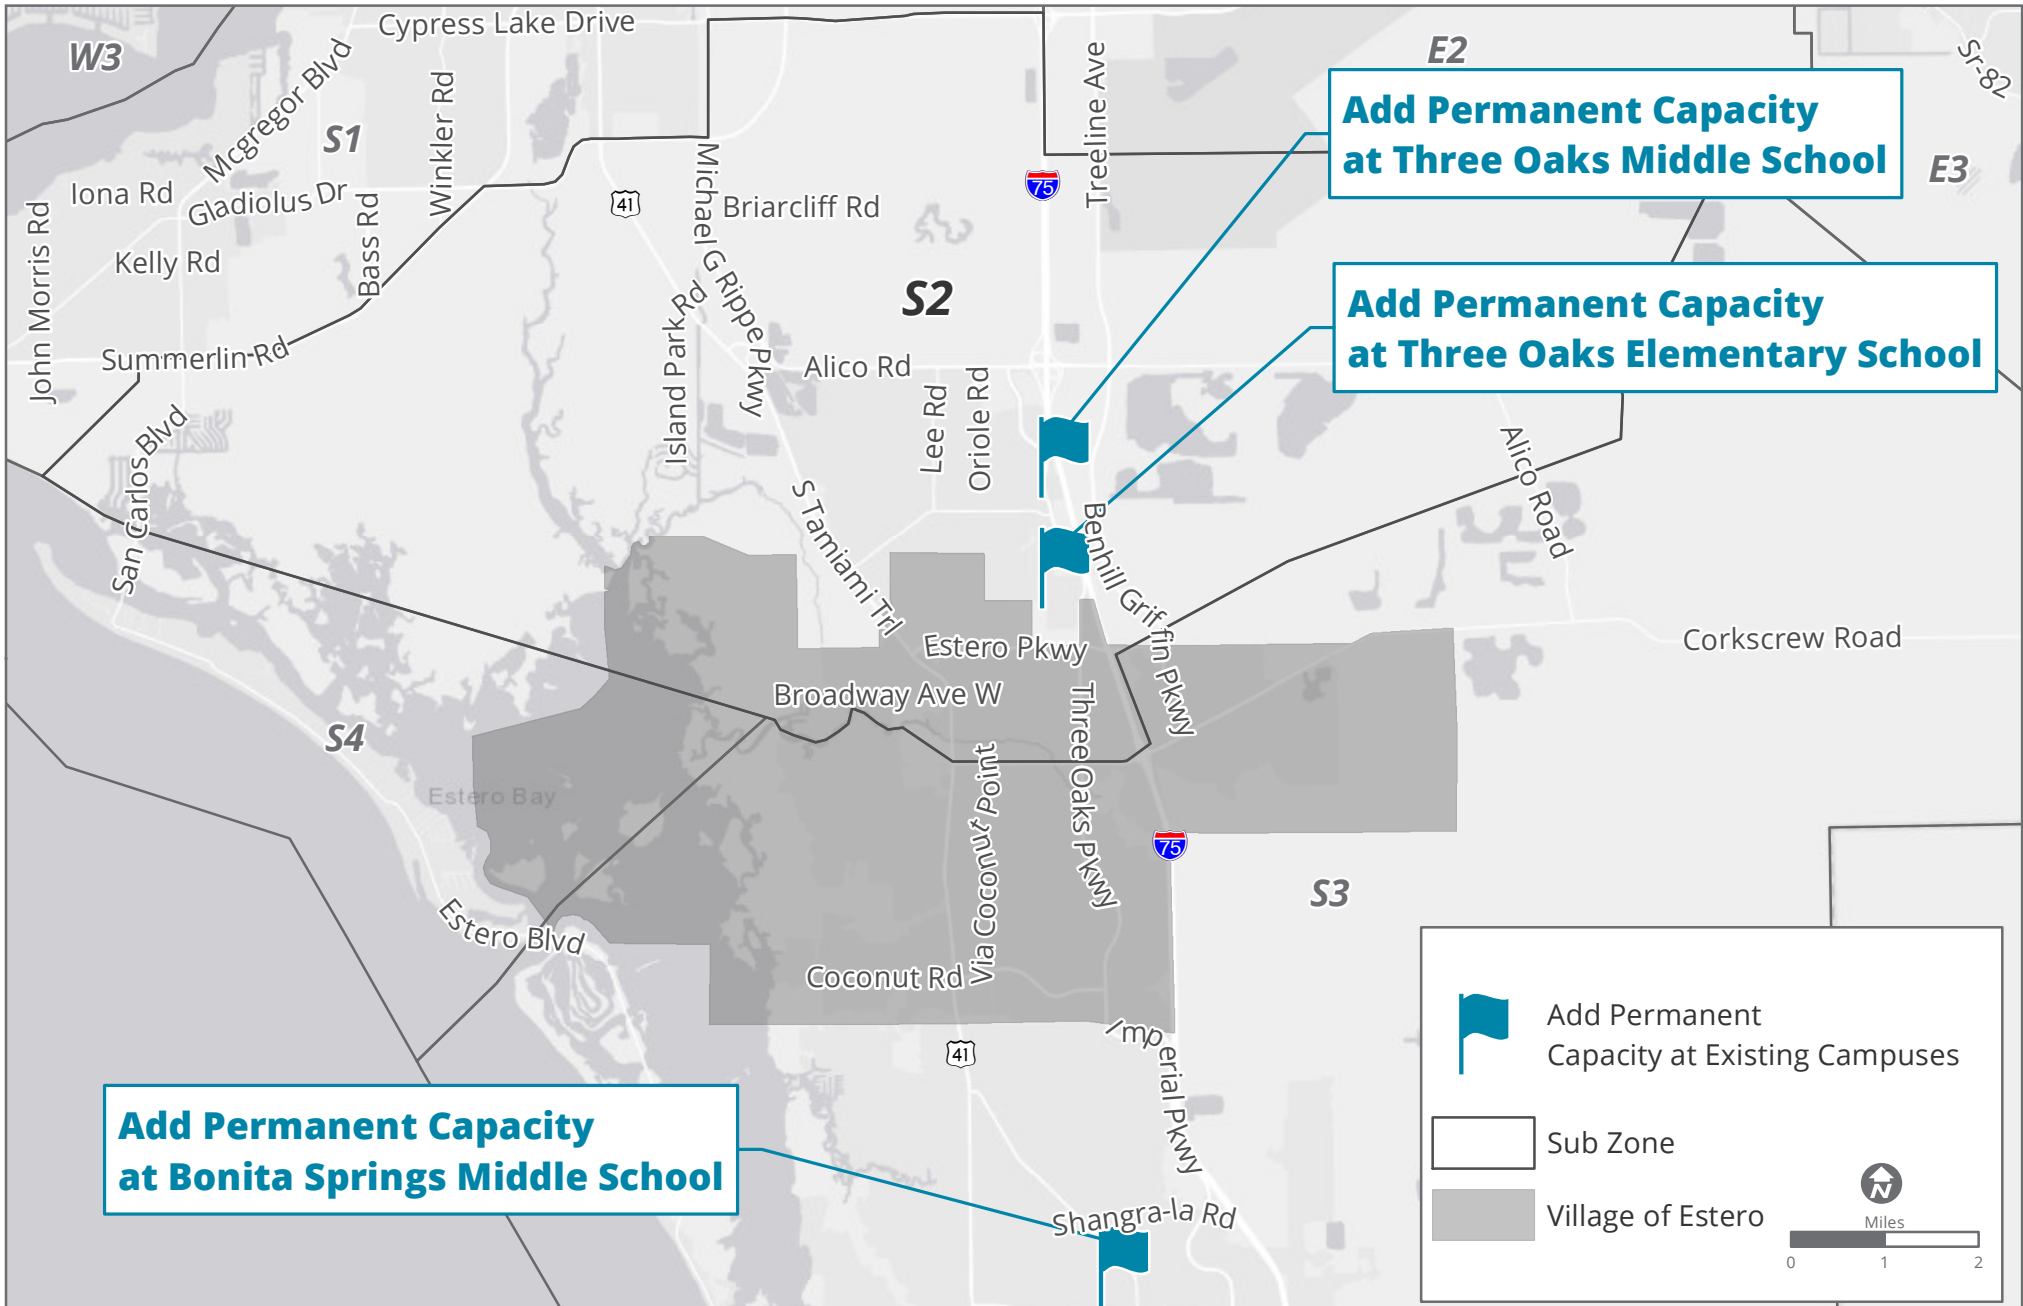 Cypress Lake Drive
W3
E2
Sr-82
Mcgregor Blvd
Winkler Rd
Treeline Ave
Add Permanent Capacity
at Three Oaks Middle School
S1
E3
Iona Rd
Gladiolus Dr
Bass Rd
John Morris Rd
Kelly Rd
41
Michael G Rippe Pkwy
Briarcliff Rd
75
S2
Add Permanent Capacity
at Three Oaks Elementary School
Island Park Rd
Summerlin Rd
Alico Rd
Lee Rd
Oriole Rd
San Carlos Blvd
Alico Road
S Tamiami Trl
Benhill Griffin Pkwy
Estero Pkwy
Corkscrew Road
Broadway Ave W
Three Oaks Pkwy
S4
Estero Bay
Via Coconut Point
75
S3
Estero Blvd
Coconut Rd
Imperial Pkwy
41
Add Permanent Capacity
at Bonita Springs Middle School
Shangra-la Rd
Add Permanent
Capacity at Existing Campuses
Sub Zone
Village of Estero
N
Miles
0 1 2